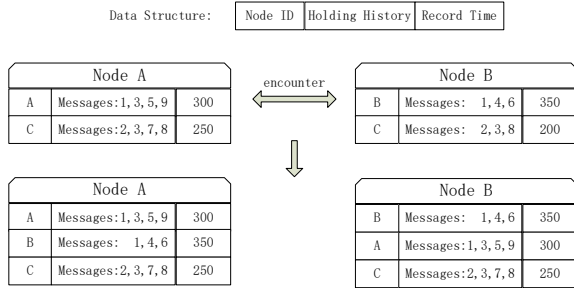 Data Structure: Node ID Holding History Record Time
Node A
A Messages:1,3,5,9 300
C Messages:2,3,7,8 250
encounter
Node B
B Messages: 1,4,6 350
C Messages: 2,3,8 200
Node A
A Messages:1,3,5,9 300
B Messages: 1,4,6 350
C Messages:2,3,7,8 250
Node B
B Messages: 1,4,6 350
A Messages:1,3,5,9 300
C Messages:2,3,7,8 250